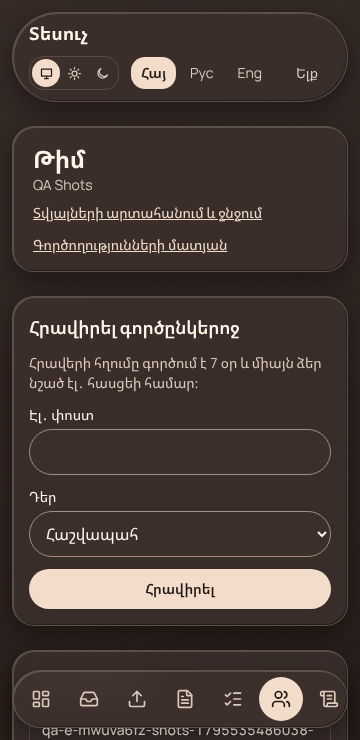 Տեսուչ
Հայ Рус Eng Ելք
Թիմ
QA Shots
Տվյալների արտահանում և ջնջում
Գործողությունների մատյան
Հրավիրել գործընկերոջ
Հրավերի հղումը գործում է 7 օր և միայն ձեր
նշած էլ․ հասցեի համար։
Էլ․ փոստ
Դեր
Հաշվապահ
Հրավիրել